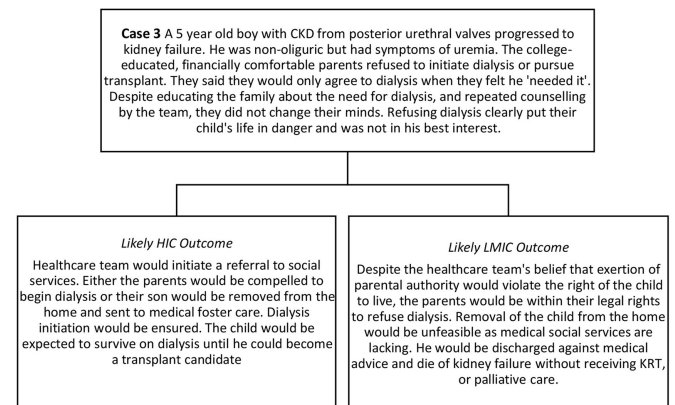 Case 3 A 5 year old boy with CKD from posterior urethral valves progressed to
kidney failure. He was non-oliguric but had symptoms of uremia. The college-
educated, financially comfortable parents refused to initiate dialysis or pursue
transplant. They said they would only agree to dialysis when they felt he 'needed it'.
Despite educating the family about the need for dialysis, and repeated counselling
by the team, they did not change their minds. Refusing dialysis clearly put their
child's life in danger and was not in his best interest.
Likely HIC Outcome
Healthcare team would initiate a referral to social
services. Either the parents would be compelled to
begin dialysis or their son would be removed from the
home and sent to medical foster care. Dialysis
initiation would be ensured. The child would be
expected to survive on dialysis until he could become
a transplant candidate
Likely LMIC Outcome
Despite the healthcare team's belief that exertion of
parental authority would violate the right of the child
to live, the parents would be within their legal rights
to refuse dialysis. Removal of the child from the home
would be unfeasible as medical social services are
lacking. He would be discharged against medical
advice and die of kidney failure without receiving KRT,
or palliative care.